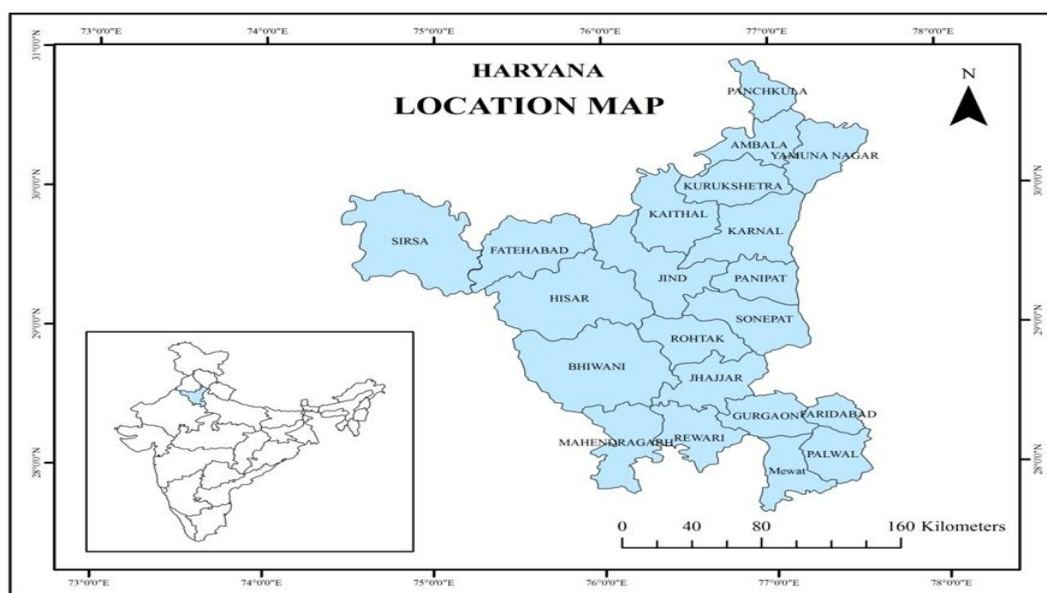 73°0'0"E 74°0'0"E 75°0'0"E 76°0'0"E 77°0'0"E 78°0'0"E
HARYANA
LOCATION MAP
N
31°0'0"N
30°0'0"N
29°0'0"N
28°0'0"N
30°0'0"N
29°0'0"N
28°0'0"N
PANCHKULA
AMBALA
YAMUNA NAGAR
KURUKSHETRA
KAITHAL
KARNAL
SIRSA
FATEHABAD
JIND
PANIPAT
HISAR
SONEPAT
ROHTAK
BHIWANI
JHAJJAR
GURGAON
FARIDABAD
MAHENDRAGARH
REWARI
PALWAL
Mewat
0 40 80 160 Kilometers
73°0'0"E 74°0'0"E 75°0'0"E 76°0'0"E 77°0'0"E 78°0'0"E